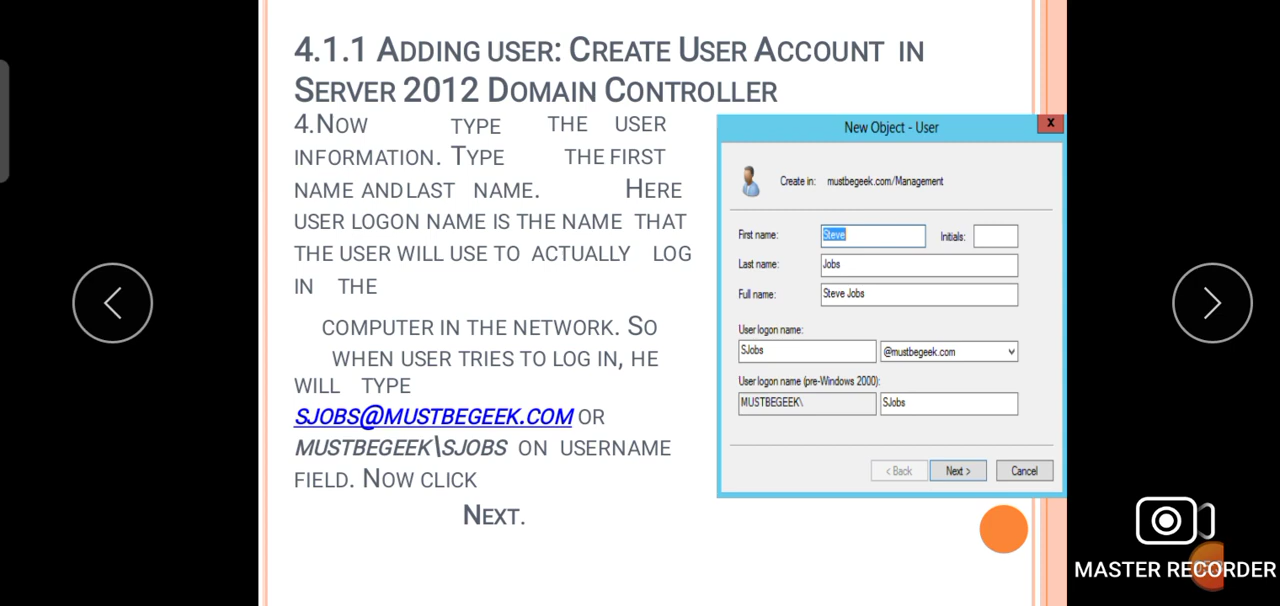 4.1.1 ADDING USER: CREATE USER ACCOUNT IN
SERVER 2012 DOMAIN CONTROLLER
4.NOW TYPE THE USER
INFORMATION. TYPE THE FIRST
NAME AND LAST NAME. HERE
USER LOGON NAME IS THE NAME THAT
THE USER WILL USE TO ACTUALLY LOG
IN THE
COMPUTER IN THE NETWORK. SO
WHEN USER TRIES TO LOG IN, HE
WILL TYPE
SJOBS@MUSTBEGEEK.COM OR
MUSTBEGEEK\SJOBS ON USERNAME
FIELD. NOW CLICK
NEXT.
New Object - User
X
Create in: mustbegeek.com/Management
First name: Steve Initials:
Last name: Jobs
Full name: Steve Jobs
User logon name:
SJobs @mustbegeek.com
User logon name (pre-Windows 2000):
MUSTBEGEEK\ SJobs
< Back Next > Cancel
MASTER RECORDER